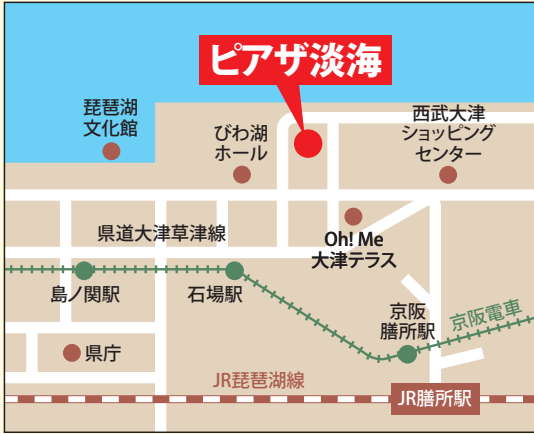 ピアザ淡海
琵琶湖
文化館
びわ湖
ホール
西武大津
ショッピング
センター
県道大津草津線
Oh! Me
大津テラス
島ノ関駅
石場駅
京阪
膳所駅
京阪電車
県庁
JR琵琶湖線
JR膳所駅